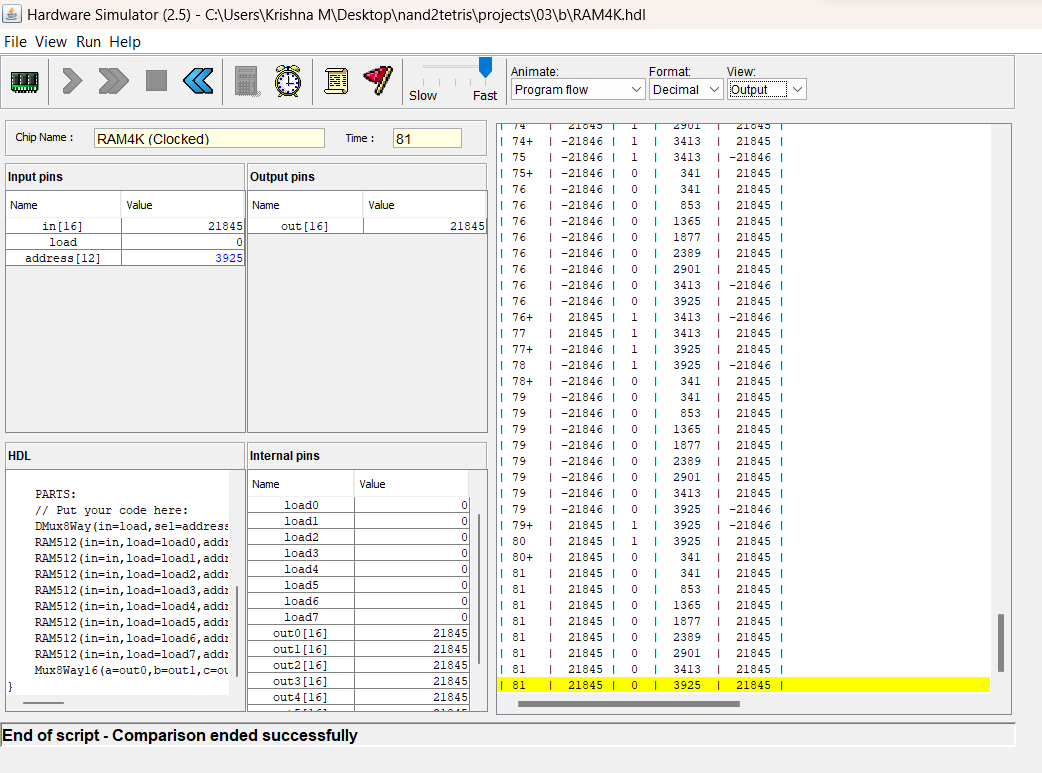 Hardware Simulator (2.5) - C:\Users\Krishna M\Desktop\nand2tetris\projects\03\b\RAM4K.hdl
File View Run Help
Slow Fast
Animate: Format: View:
Program flow Decimal Output
Chip Name : RAM4K (Clocked) Time : 81
Input pins
Name Value
in[16] 21845
load 0
address[12] 3925
Output pins
Name Value
out[16] 21845
HDL
PARTS:
// Put your code here:
DMux8Way(in=load,sel=address
RAM512(in=in,load=load0,addr
RAM512(in=in,load=load1,addr
RAM512(in=in,load=load2,addr
RAM512(in=in,load=load3,addr
RAM512(in=in,load=load4,addr
RAM512(in=in,load=load5,addr
RAM512(in=in,load=load6,addr
RAM512(in=in,load=load7,addr
Mux8Way16(a=out0,b=out1,c=ou
}
Internal pins
Name Value
load0 0
load1 0
load2 0
load3 0
load4 0
load5 0
load6 0
load7 0
out0[16] 21845
out1[16] 21845
out2[16] 21845
out3[16] 21845
out4[16] 21845
| 74 | 21845 | 1 | 2901 | 21845 |
| 74+ | -21846 | 1 | 3413 | 21845 |
| 75 | -21846 | 1 | 3413 | -21846 |
| 75+ | -21846 | 0 | 341 | 21845 |
| 76 | -21846 | 0 | 341 | 21845 |
| 76 | -21846 | 0 | 853 | 21845 |
| 76 | -21846 | 0 | 1365 | 21845 |
| 76 | -21846 | 0 | 1877 | 21845 |
| 76 | -21846 | 0 | 2389 | 21845 |
| 76 | -21846 | 0 | 2901 | 21845 |
| 76 | -21846 | 0 | 3413 | -21846 |
| 76 | -21846 | 0 | 3925 | 21845 |
| 76+ | 21845 | 1 | 3413 | -21846 |
| 77 | 21845 | 1 | 3413 | 21845 |
| 77+ | -21846 | 1 | 3925 | 21845 |
| 78 | -21846 | 1 | 3925 | -21846 |
| 78+ | -21846 | 0 | 341 | 21845 |
| 79 | -21846 | 0 | 341 | 21845 |
| 79 | -21846 | 0 | 853 | 21845 |
| 79 | -21846 | 0 | 1365 | 21845 |
| 79 | -21846 | 0 | 1877 | 21845 |
| 79 | -21846 | 0 | 2389 | 21845 |
| 79 | -21846 | 0 | 2901 | 21845 |
| 79 | -21846 | 0 | 3413 | 21845 |
| 79 | -21846 | 0 | 3925 | -21846 |
| 79+ | 21845 | 1 | 3925 | -21846 |
| 80 | 21845 | 1 | 3925 | 21845 |
| 80+ | 21845 | 0 | 341 | 21845 |
| 81 | 21845 | 0 | 341 | 21845 |
| 81 | 21845 | 0 | 853 | 21845 |
| 81 | 21845 | 0 | 1365 | 21845 |
| 81 | 21845 | 0 | 1877 | 21845 |
| 81 | 21845 | 0 | 2389 | 21845 |
| 81 | 21845 | 0 | 2901 | 21845 |
| 81 | 21845 | 0 | 3413 | 21845 |
| 81 | 21845 | 0 | 3925 | 21845 |
End of script - Comparison ended successfully